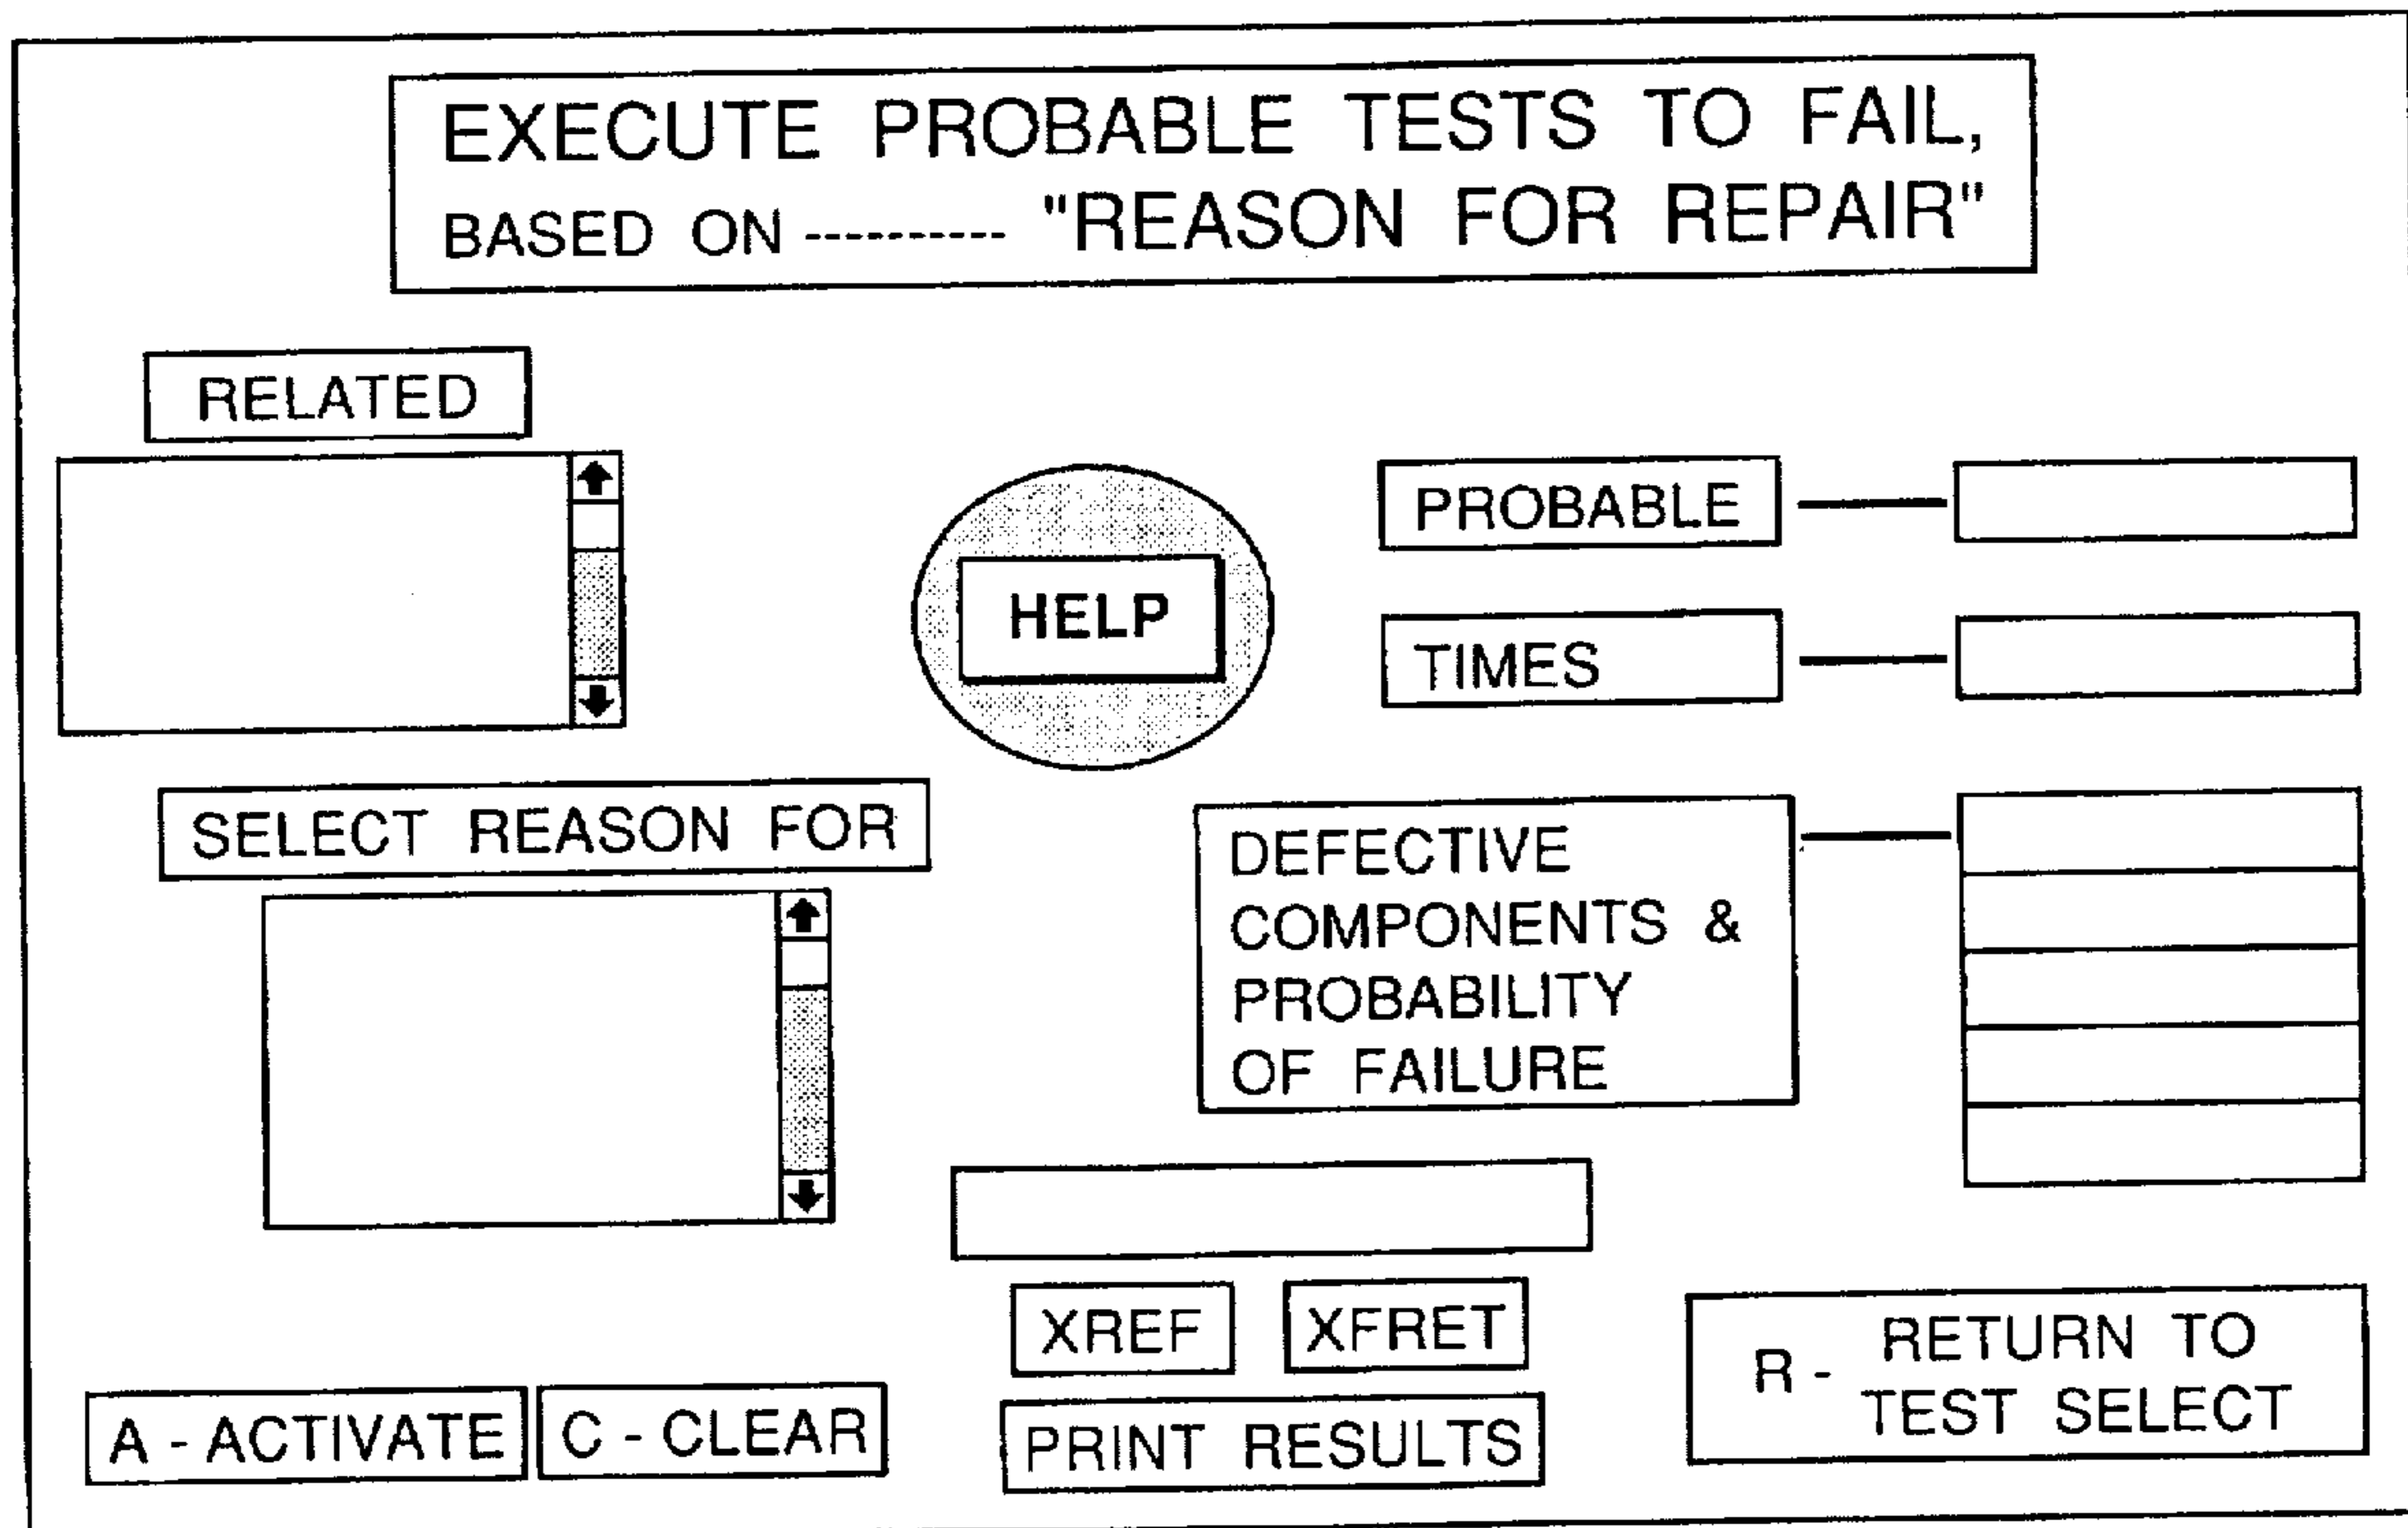 EXECUTE PROBABLE TESTS TO FAIL,
BASED ON ---------- "REASON FOR REPAIR"
RELATED
HELP
PROBABLE
TIMES
SELECT REASON FOR
DEFECTIVE
COMPONENTS &
PROBABILITY
OF FAILURE
XREF
XFRET
A - ACTIVATE
C - CLEAR
PRINT RESULTS
R - RETURN TO
TEST SELECT